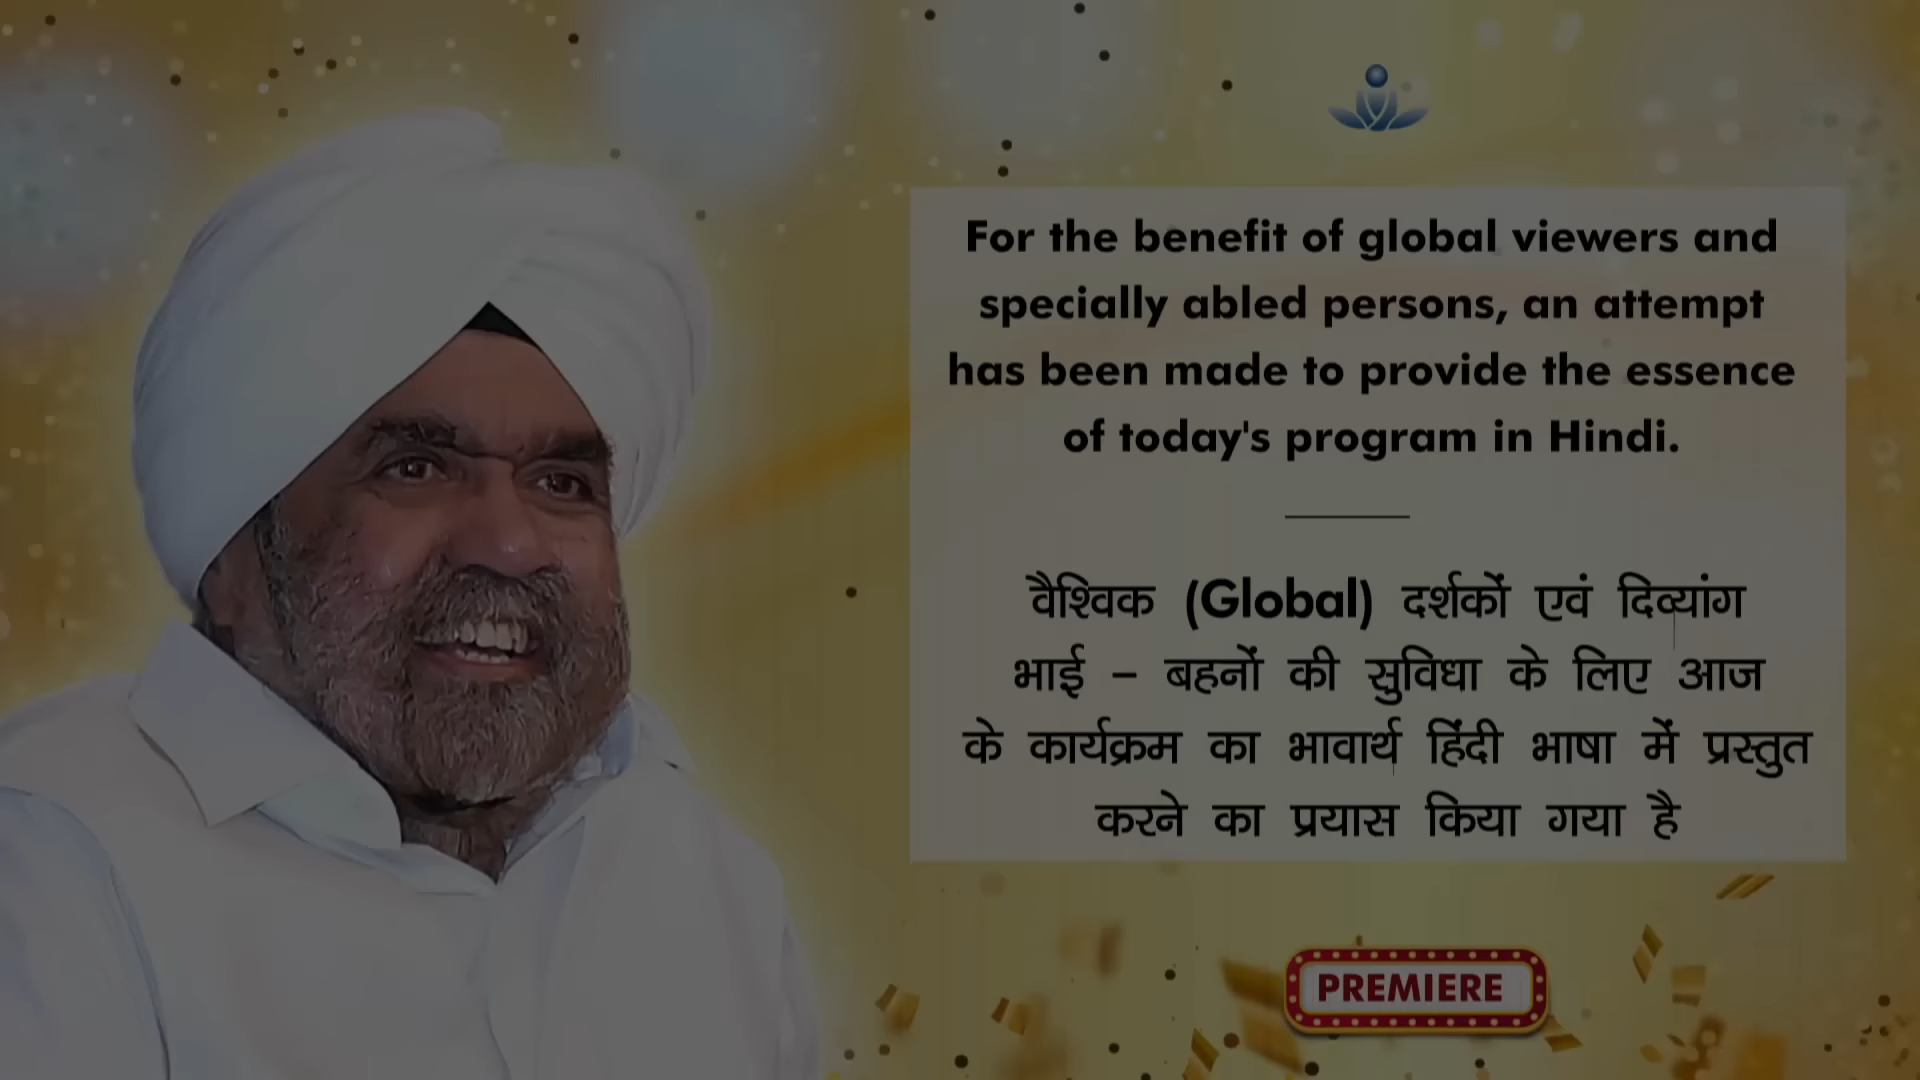 For the benefit of global viewers and
specially abled persons, an attempt
has been made to provide the essence
of today's program in Hindi.
वैश्विक (Global) दर्शकों एवं दिव्यांग
भाई – बहनों की सुविधा के लिए आज
के कार्यक्रम का भावार्थ हिंदी भाषा में प्रस्तुत
करने का प्रयास किया गया है
PREMIERE